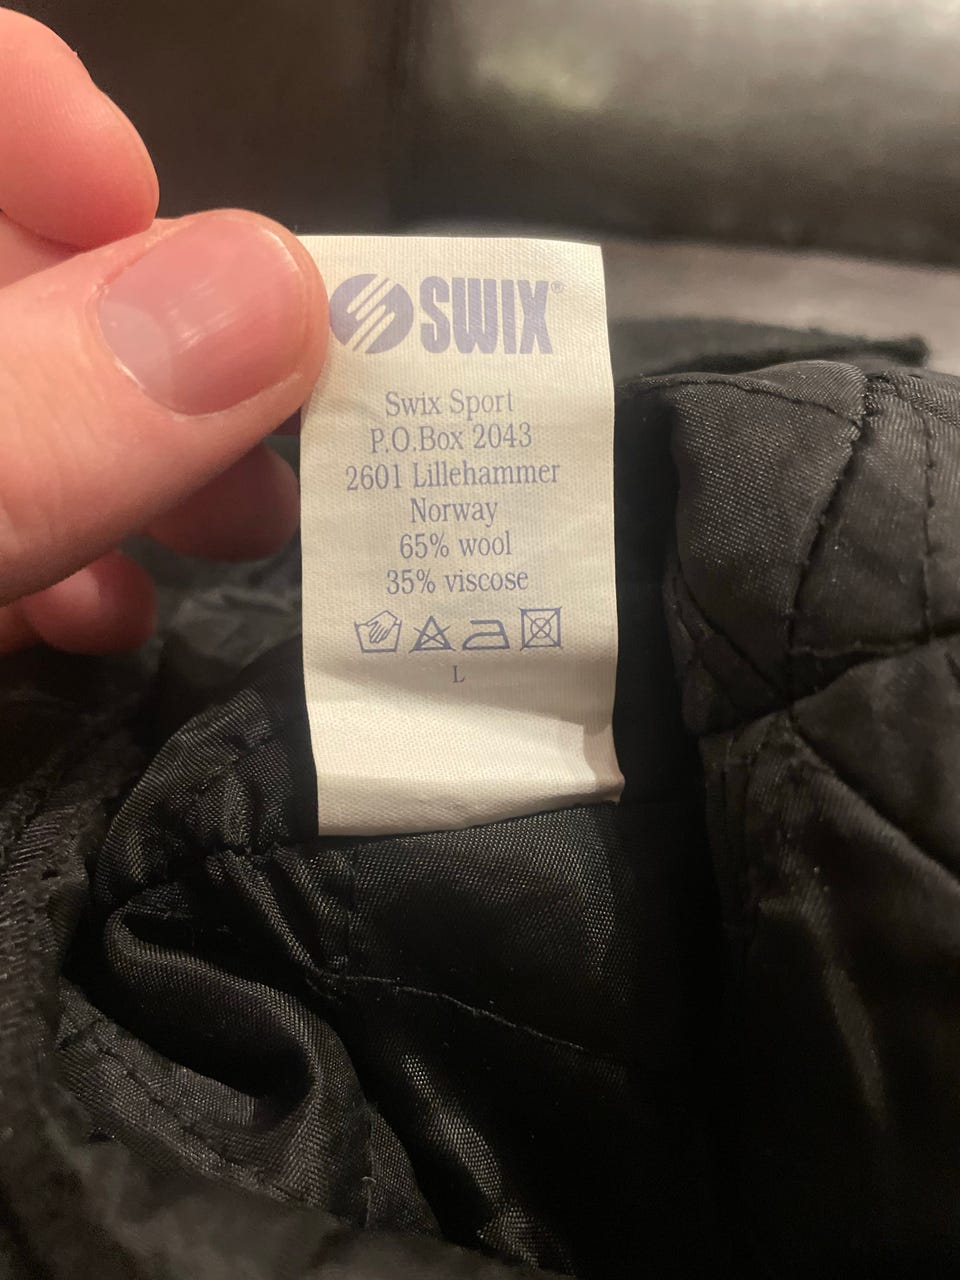 SWIX®
Swix Sport
P.O.Box 2043
2601 Lillehammer
Norway
65% wool
35% viscose
L